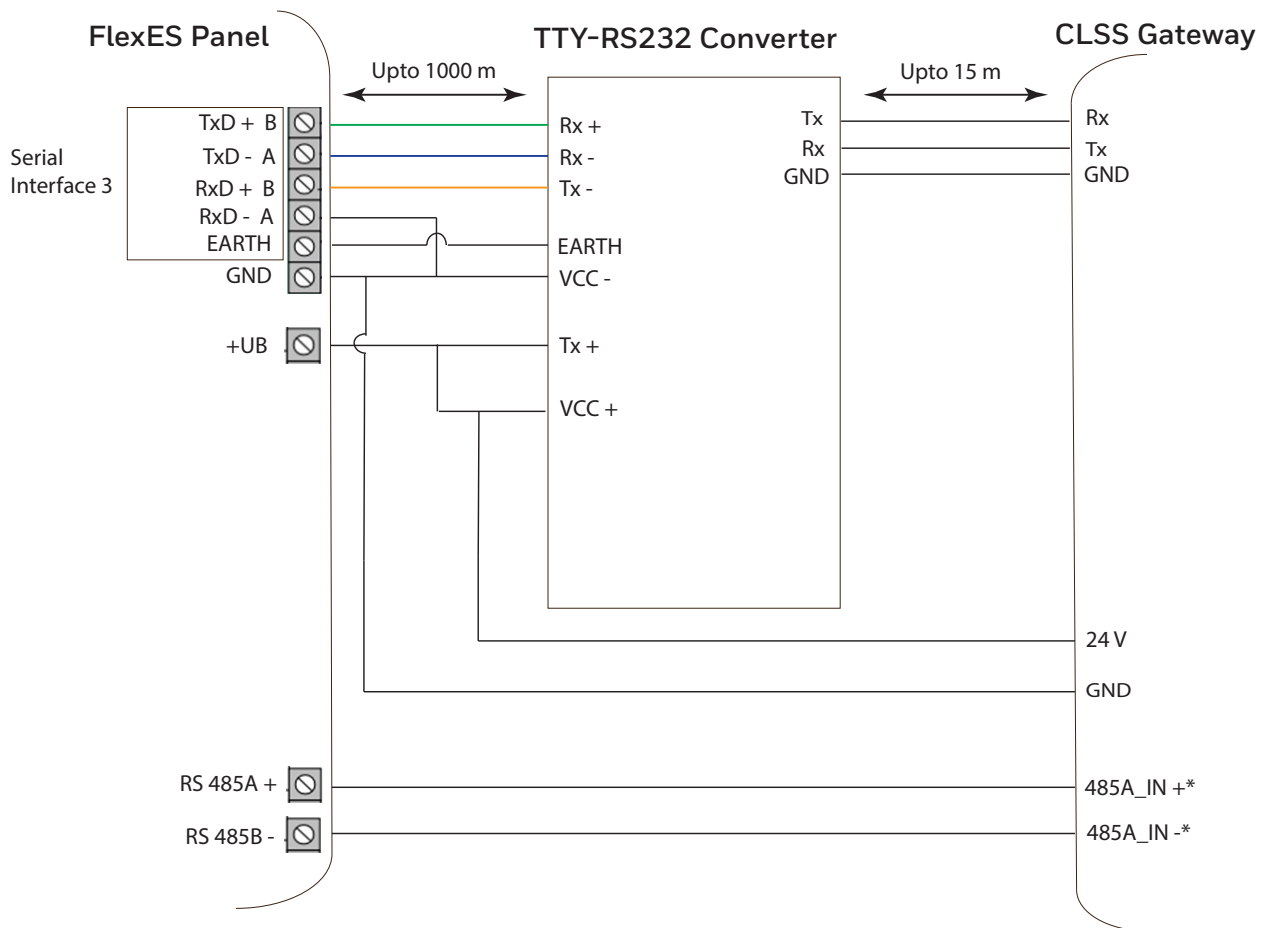 FlexES Panel
TTY-RS232 Converter
CLSS Gateway
Upto 1000 m
Upto 15 m
Serial
Interface 3
TxD + B
TxD - A
RxD + B
RxD - A
EARTH
GND
+UB
Rx +
Rx -
Tx -
EARTH
VCC -
Tx +
VCC +
Tx
Rx
GND
Rx
Tx
GND
24 V
GND
RS 485A +
RS 485B -
485A_IN +*
485A_IN -*